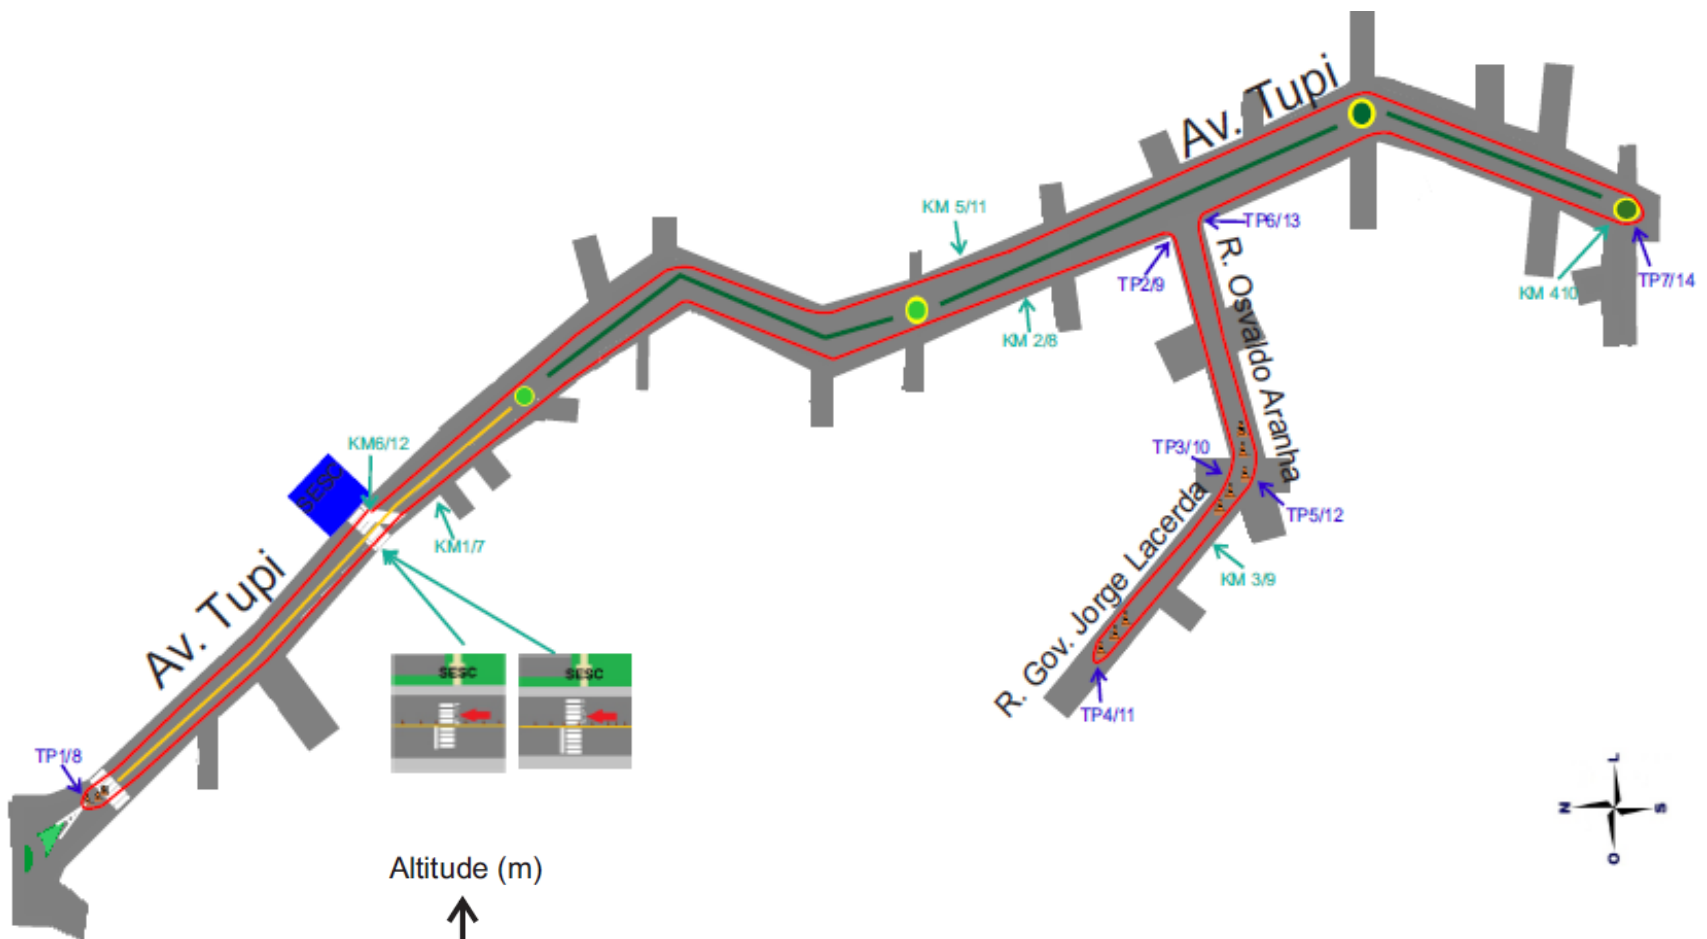 Av. Tupi
KM 5/11
TP6/13
R. Osvaldo Aranha
TP2/9
KM 410
TP7/14
KM 2/8
KM6/12
SESC
KM1/7
TP3/10
TP5/12
KM 3/9
R. Gov. Jorge Lacerda
TP4/11
Av. Tupi
SESC
SESC
TP1/8
L
N
S
O
Altitude (m)